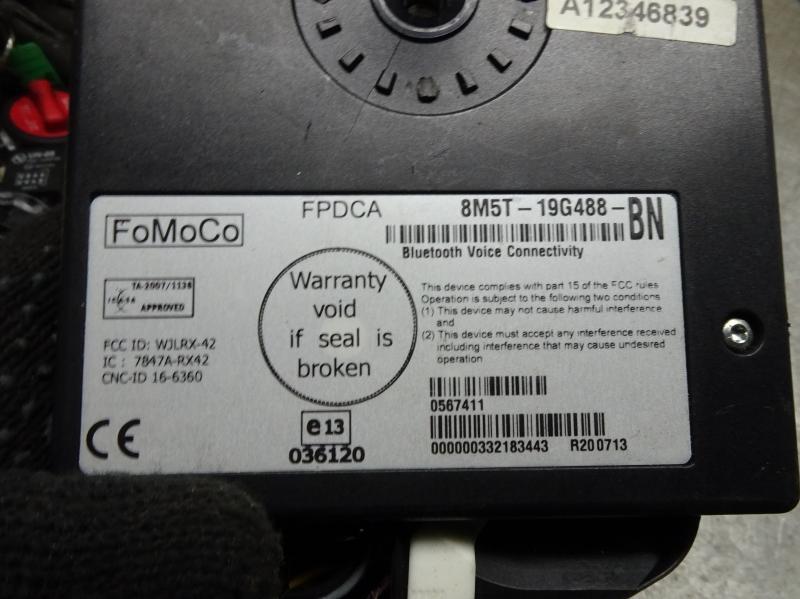 A12346839
FPDCA
8M5T-19G488-BN
FoMoCo
Bluetooth Voice Connectivity
TA-2007/1136
APPROVED
Warranty
void
if seal is
broken
This device complies with part 15 of the FCC rules
Operation is subject to the following two conditions
(1) This device may not cause harmful interference
and
(2) This device must accept any interference received
including interference that may cause undesired
operation
FCC ID: WJLRX-42
IC : 7847A-RX42
CNC-ID 16-6360
0567411
CE
e13
036120
000000332183443 R200713